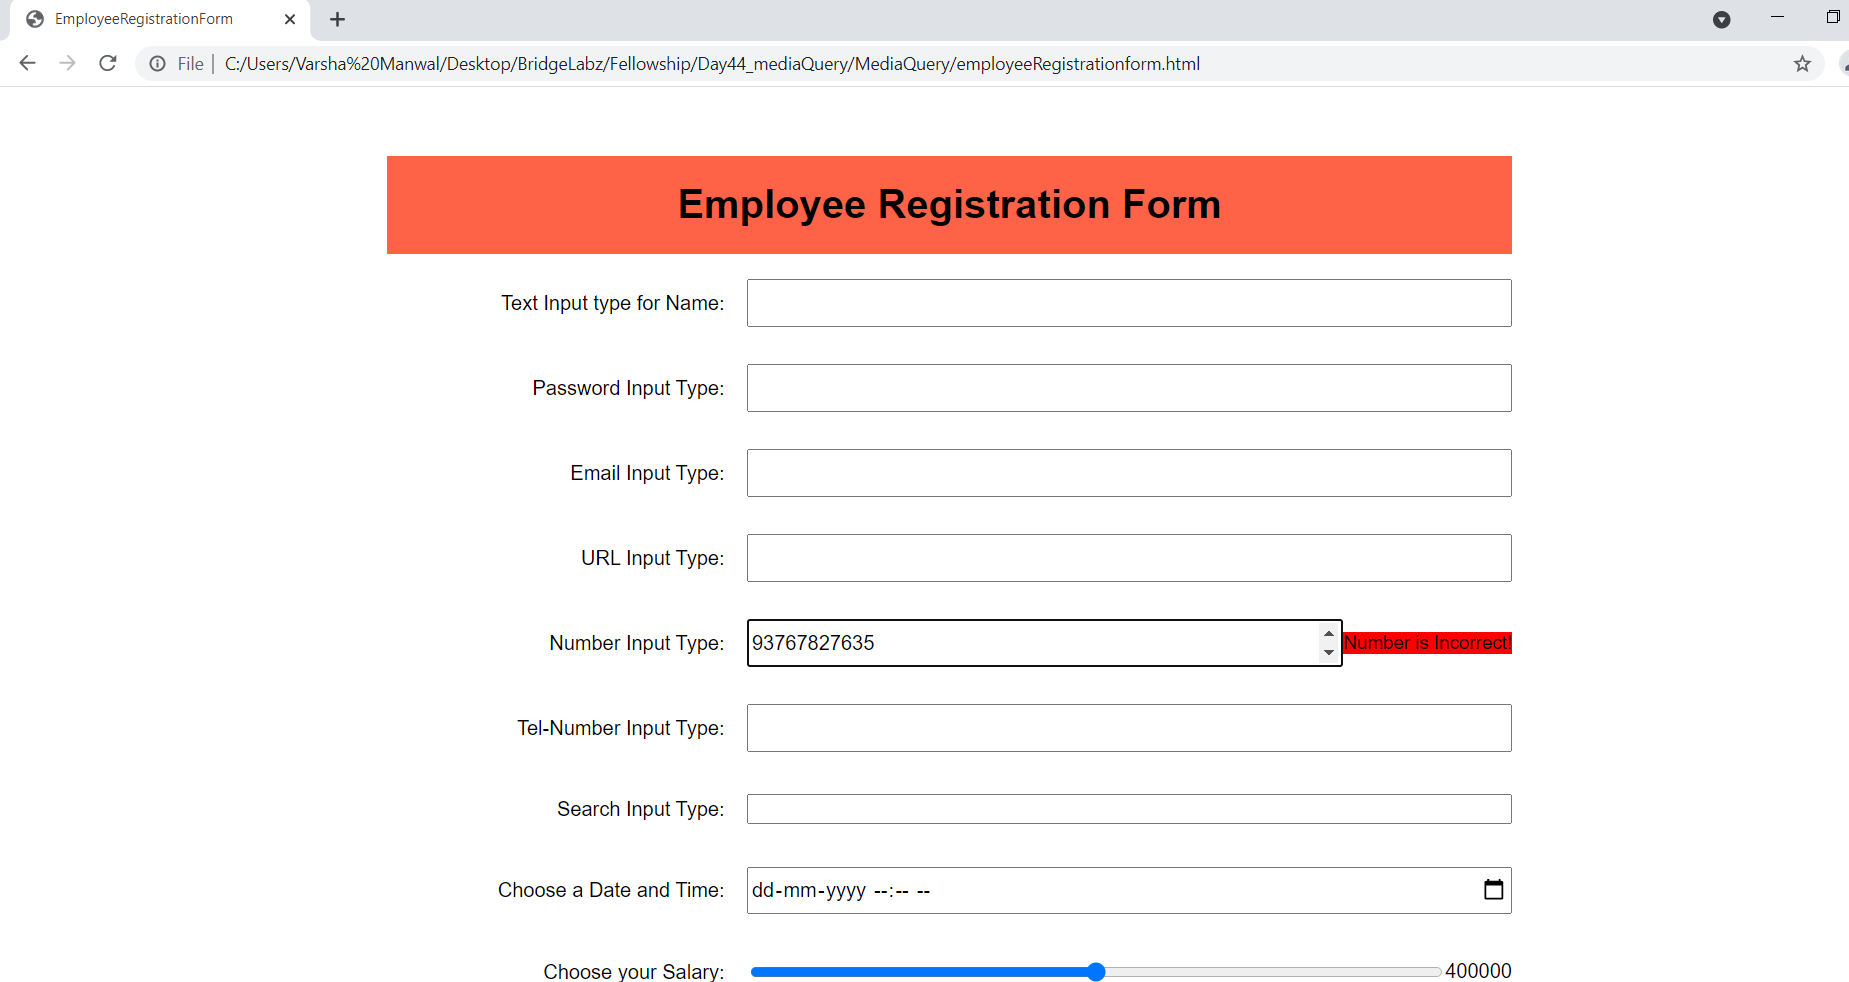 EmployeeRegistrationForm
File | C:/Users/Varsha%20Manwal/Desktop/BridgeLabz/Fellowship/Day44_mediaQuery/MediaQuery/employeeRegistrationform.html
Employee Registration Form
Text Input type for Name:
Password Input Type:
Email Input Type:
URL Input Type:
Number Input Type: 93767827635 Number is Incorrect!
Tel-Number Input Type:
Search Input Type:
Choose a Date and Time: dd-mm-yyyy --:-- --
Choose your Salary: 400000